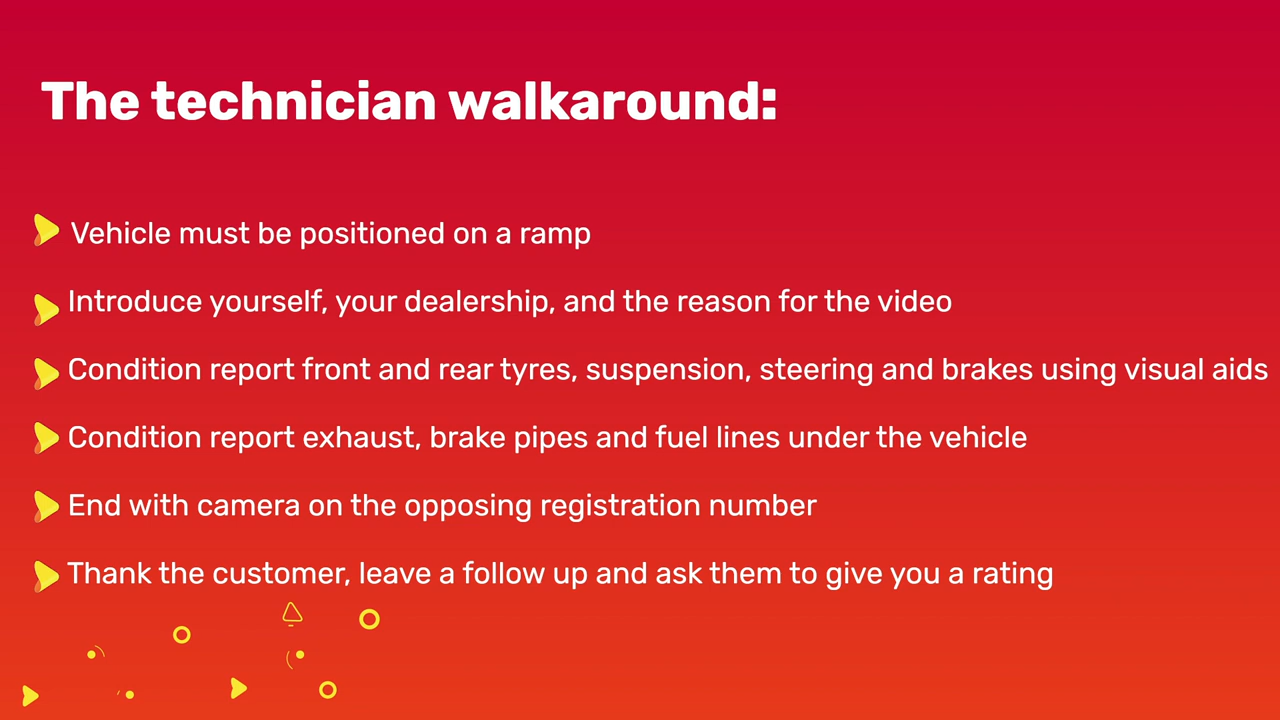 The technician walkaround:
Vehicle must be positioned on a ramp
Introduce yourself, your dealership, and the reason for the video
Condition report front and rear tyres, suspension, steering and brakes using visual aids
Condition report exhaust, brake pipes and fuel lines under the vehicle
End with camera on the opposing registration number
Thank the customer, leave a follow up and ask them to give you a rating